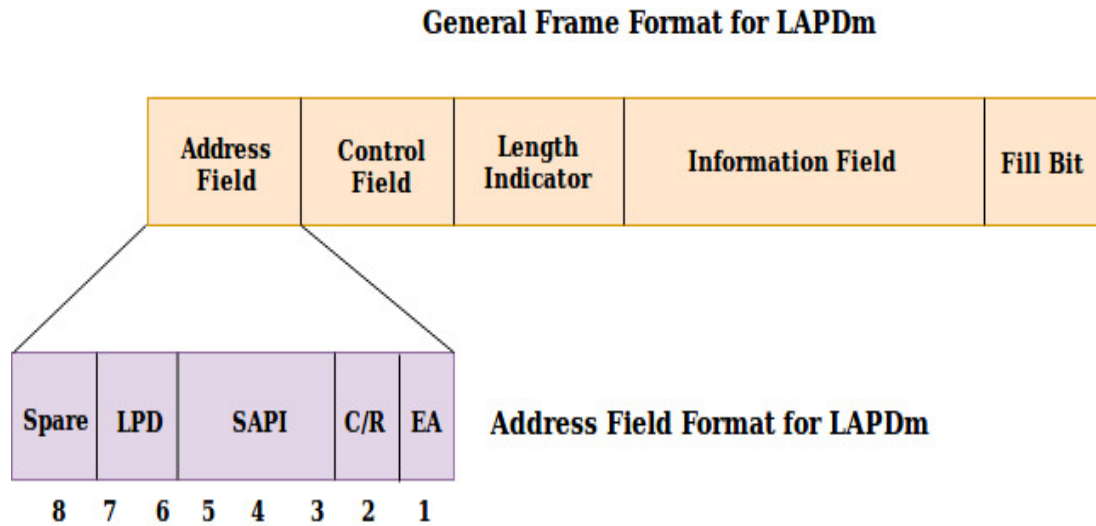 General Frame Format for LAPDm
Address Field
Control Field
Length Indicator
Information Field
Fill Bit
Spare
LPD
SAPI
C/R
EA
Address Field Format for LAPDm
8 7 6 5 4 3 2 1